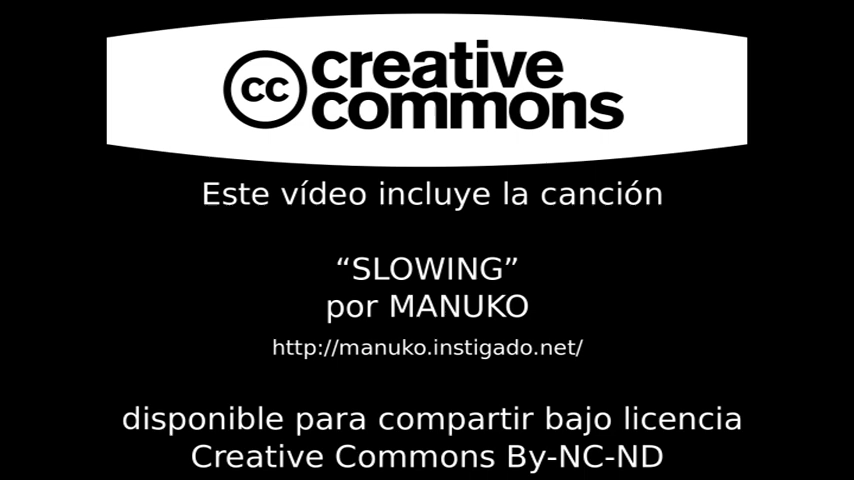 cc creative
commons
Este vídeo incluye la canción
“SLOWING”
por MANUKO
http://manuko.instigado.net/
disponible para compartir bajo licencia
Creative Commons By-NC-ND